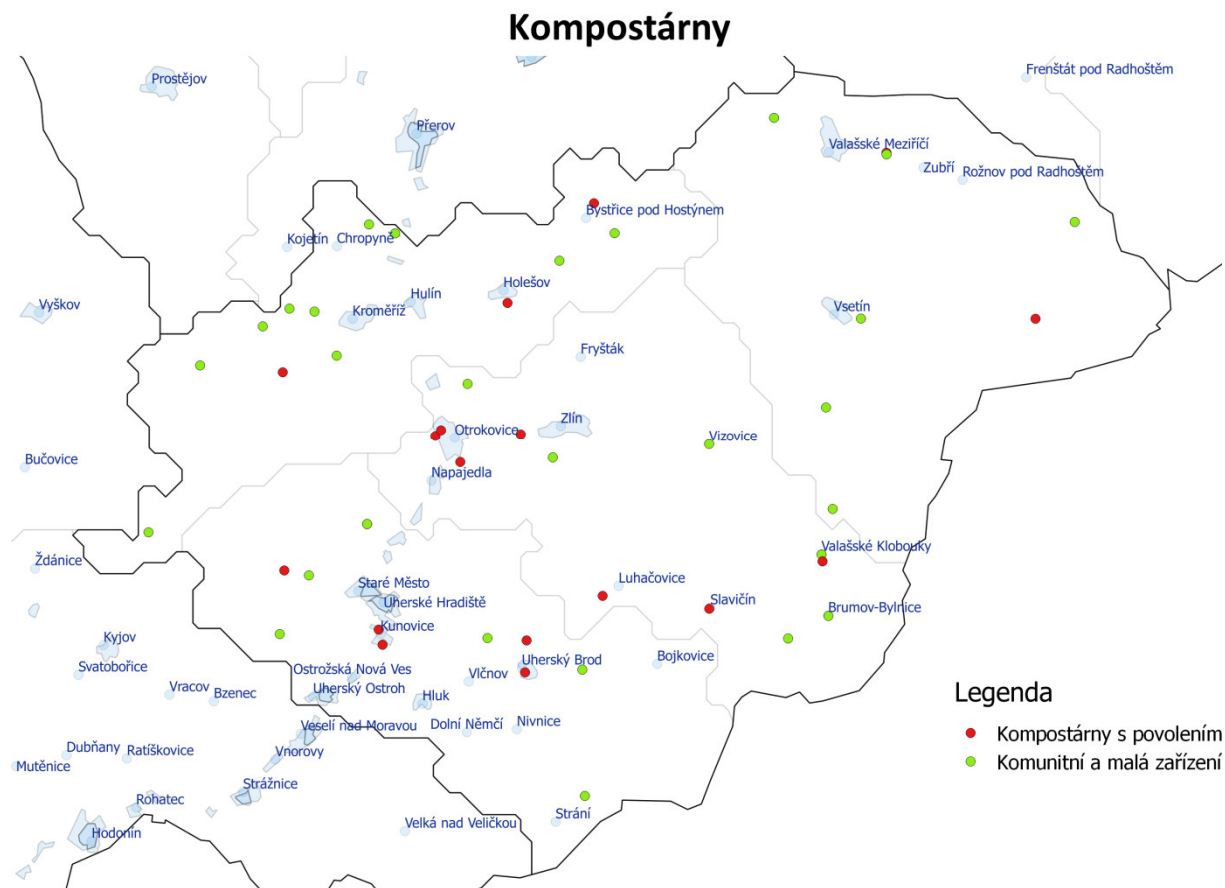 Kompostárny
Frenštát pod Radhoštěm
Prostějov
Přerov
Valašské Meziříčí
Zubří
Rožnov pod Radhoštěm
Bystřice pod Hostýnem
Kojetín
Chropyně
Holešov
Hulín
Vyškov
Kroměříž
Vsetín
Fryšták
Zlín
Otrokovice
Vizovice
Bučovice
Napajedla
Valašské Klobouky
Ždánice
Luhačovice
Staré Město
Slavičín
Uherské Hradiště
Brumov-Bylnice
Kunovice
Kyjov
Uherský Brod
Bojkovice
Svatobořice
Ostrožská Nová Ves
Vlčnov
Vracov
Bzenec
Uherský Ostroh
Hluk
Legenda
Veselí nad Moravou
Dolní Němčí
Nivnice
Kompostárny s povolením
Dubňany
Ratíškovice
Vnorovy
Komunitní a malá zařízení
Mutěnice
Strážnice
Rohatec
Strání
Hodonín
Velká nad Veličkou